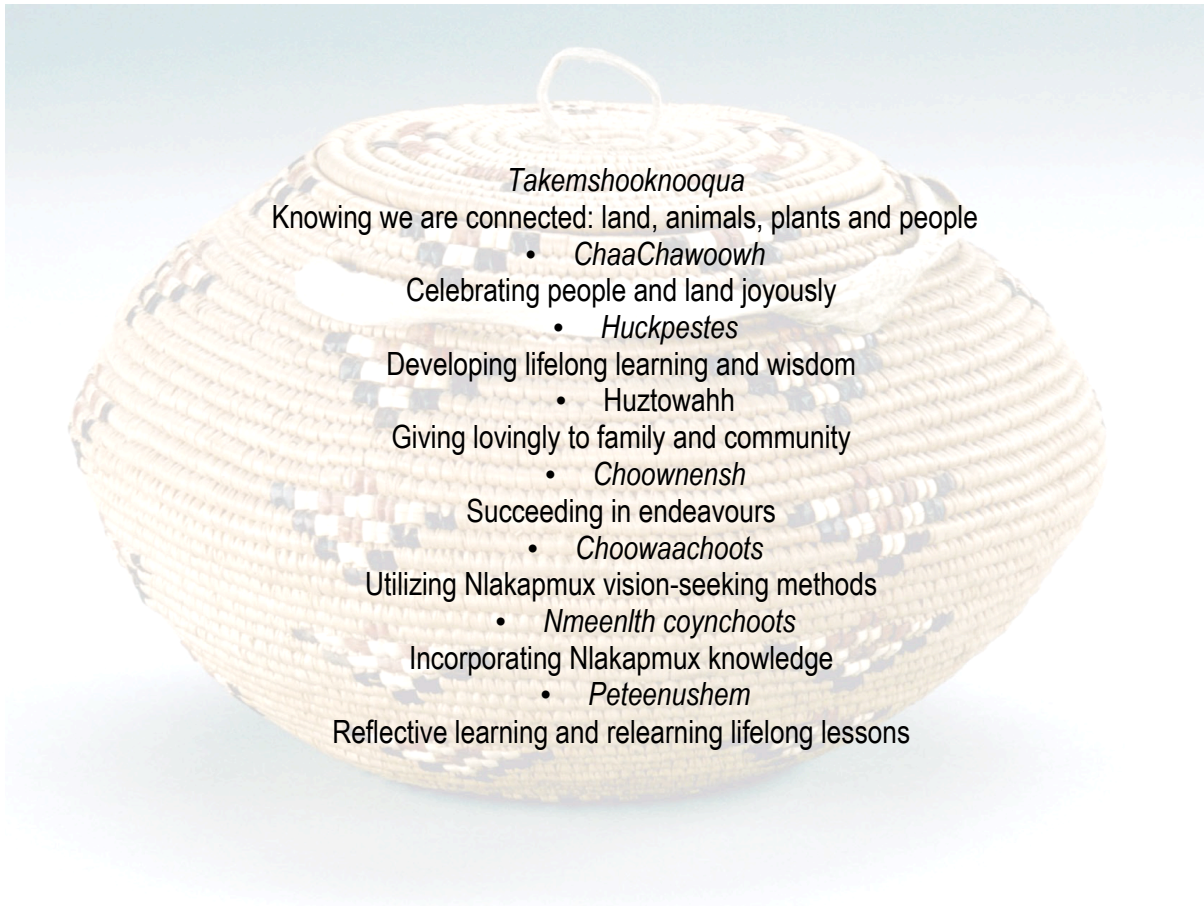 Takemshooknooqua
Knowing we are connected: land, animals, plants and people
• ChaaChawoowh
Celebrating people and land joyously
• Huckpestes
Developing lifelong learning and wisdom
• Huztowahh
Giving lovingly to family and community
• Choownensh
Succeeding in endeavours
• Choowaachoots
Utilizing Nlakapmux vision-seeking methods
• Nmeenlth coynchoots
Incorporating Nlakapmux knowledge
• Peteenushem
Reflective learning and relearning lifelong lessons